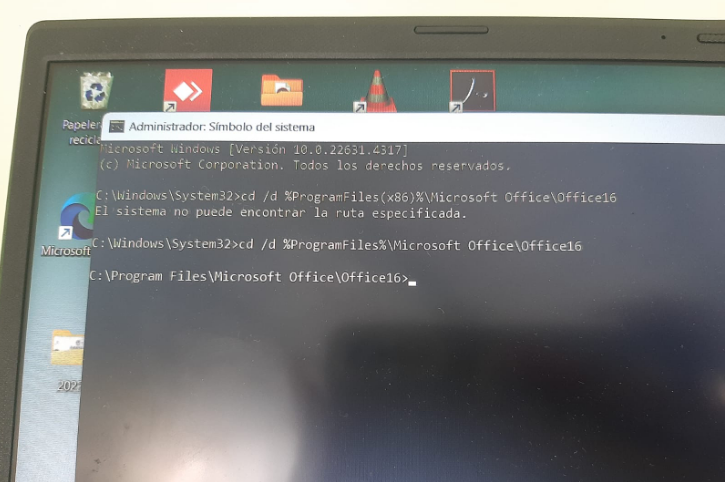 Papeler
recicla
Administrador: Símbolo del sistema
Microsoft Windows [Versión 10.0.22631.4317]
(c) Microsoft Corporation. Todos los derechos reservados.
C:\Windows\System32>cd /d %ProgramFiles(x86)%\Microsoft Office\Office16
El sistema no puede encontrar la ruta especificada.
C:\Windows\System32>cd /d %ProgramFiles%\Microsoft Office\Office16
Microsoft
C:\Program Files\Microsoft Office\Office16>